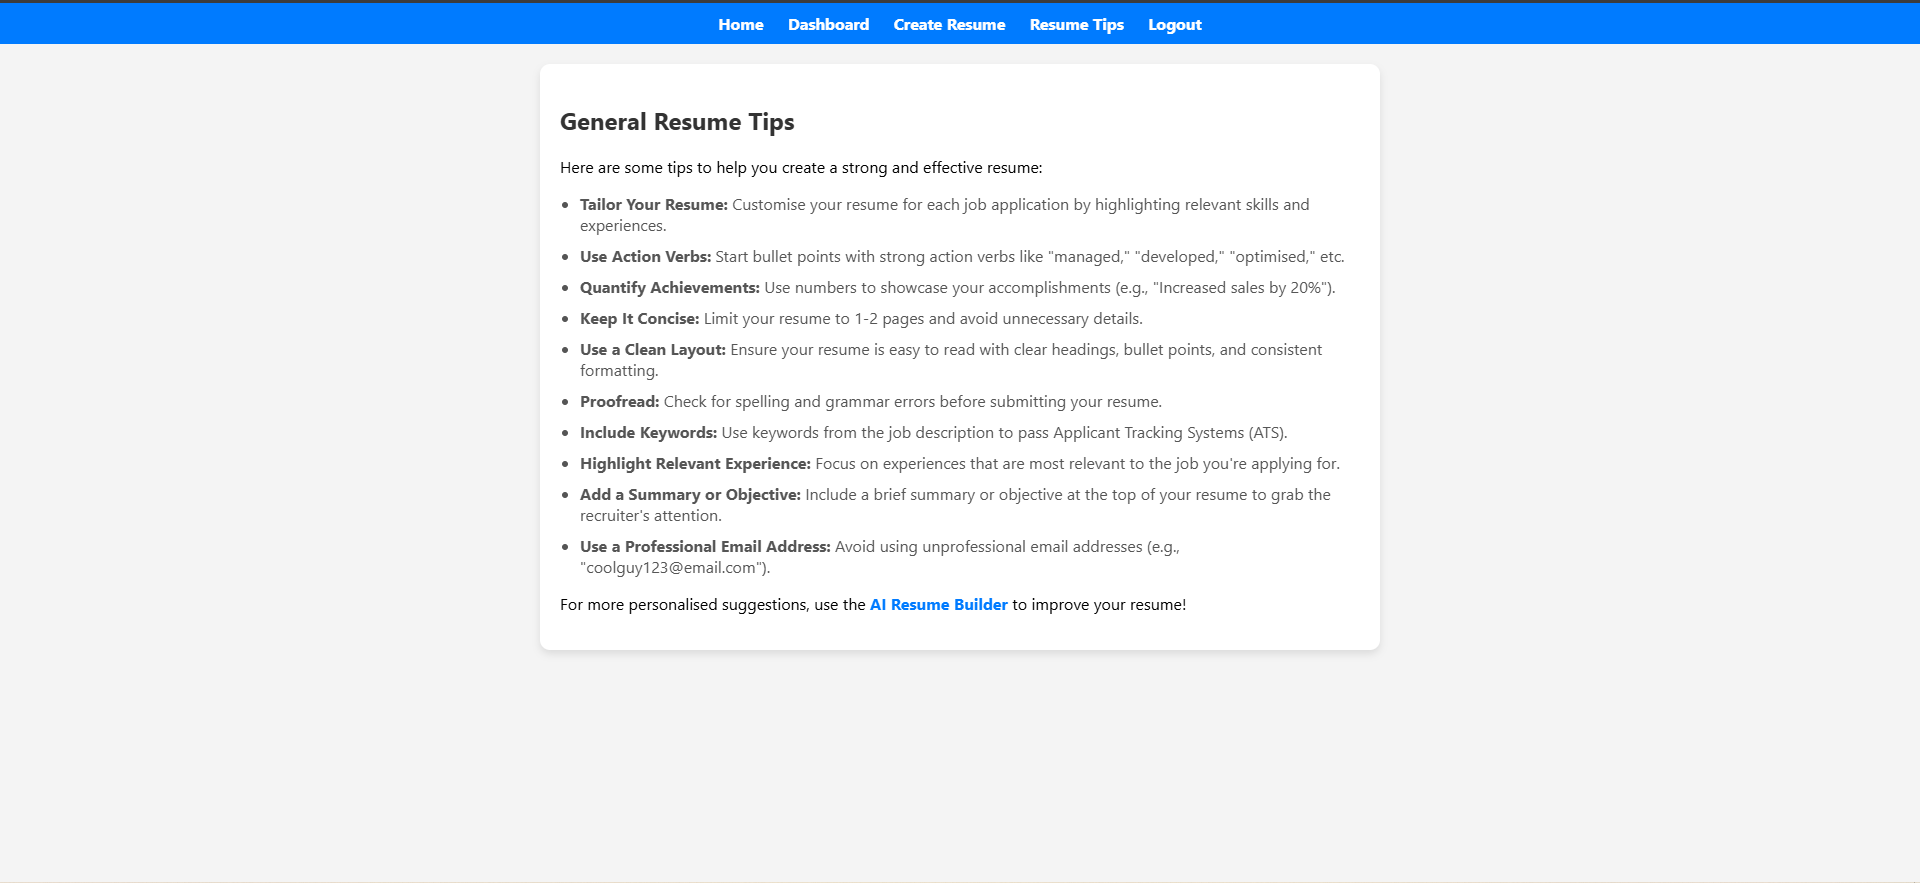 Home Dashboard Create Resume Resume Tips Logout
General Resume Tips
Here are some tips to help you create a strong and effective resume:
Tailor Your Resume: Customise your resume for each job application by highlighting relevant skills and
experiences.
Use Action Verbs: Start bullet points with strong action verbs like "managed," "developed," "optimised," etc.
Quantify Achievements: Use numbers to showcase your accomplishments (e.g., "Increased sales by 20%").
Keep It Concise: Limit your resume to 1-2 pages and avoid unnecessary details.
Use a Clean Layout: Ensure your resume is easy to read with clear headings, bullet points, and consistent
formatting.
Proofread: Check for spelling and grammar errors before submitting your resume.
Include Keywords: Use keywords from the job description to pass Applicant Tracking Systems (ATS).
Highlight Relevant Experience: Focus on experiences that are most relevant to the job you're applying for.
Add a Summary or Objective: Include a brief summary or objective at the top of your resume to grab the
recruiter's attention.
Use a Professional Email Address: Avoid using unprofessional email addresses (e.g.,
"coolguy123@email.com").
For more personalised suggestions, use the AI Resume Builder to improve your resume!